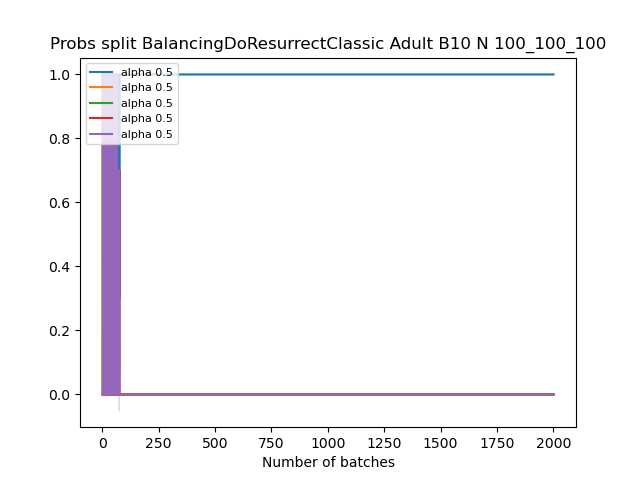 Probs split BalancingDoResurrectClassic Adult B10 N 100_100_100
alpha 0.5
alpha 0.5
alpha 0.5
alpha 0.5
alpha 0.5
1.0
0.8
0.6
0.4
0.2
0.0
0 250 500 750 1000 1250 1500 1750 2000
Number of batches